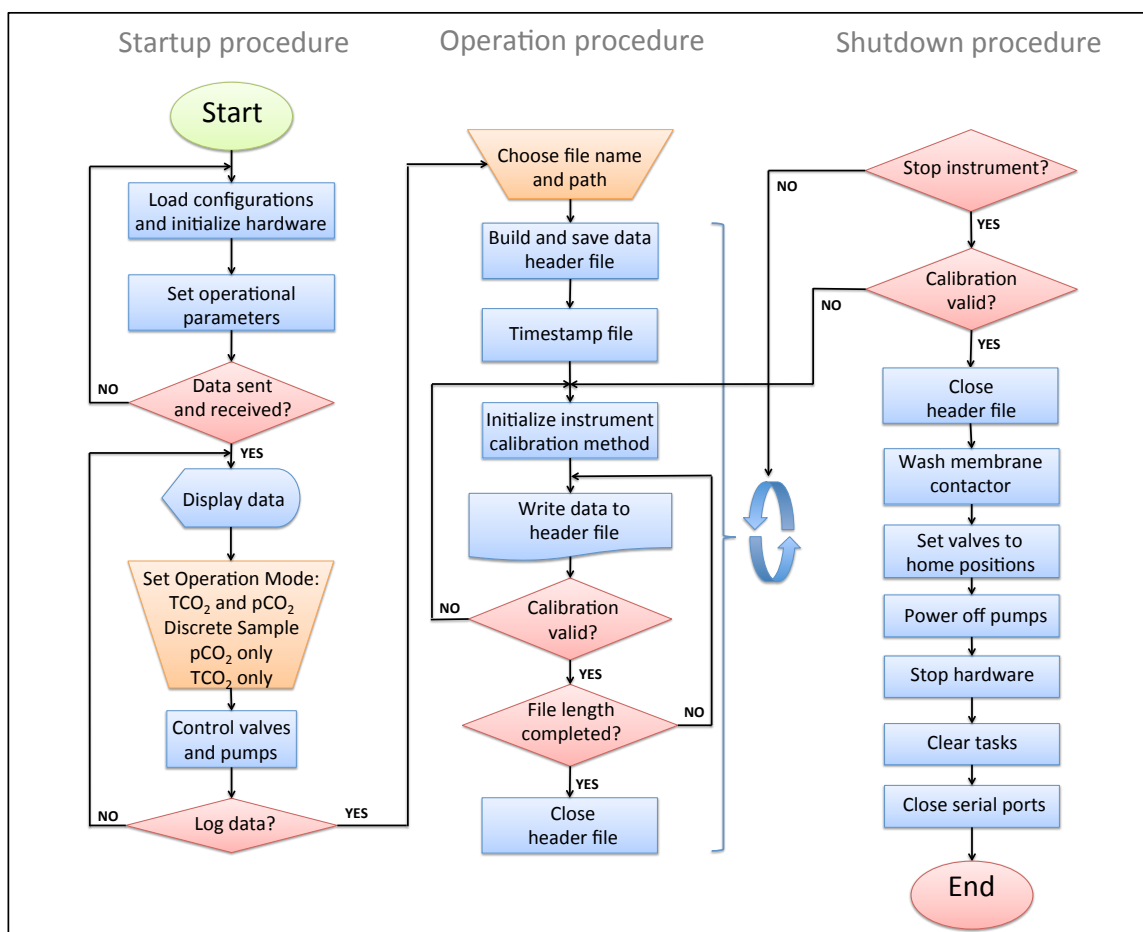 Startup procedure
Start
Load configurations
and initialize hardware
Set operational
parameters
Data sent
and received?
NO
YES
Display data
Set Operation Mode:
TCO₂ and pCO₂
Discrete Sample
pCO₂ only
TCO₂ only
Control valves
and pumps
Log data?
NO
YES
Operation procedure
Choose file name
and path
Build and save data
header file
Timestamp file
Initialize instrument
calibration method
Write data to
header file
Calibration
valid?
NO
YES
File length
completed?
NO
YES
Close
header file
Shutdown procedure
Stop instrument?
NO
YES
Calibration
valid?
NO
YES
Close
header file
Wash membrane
contactor
Set valves to
home positions
Power off pumps
Stop hardware
Clear tasks
Close serial ports
End